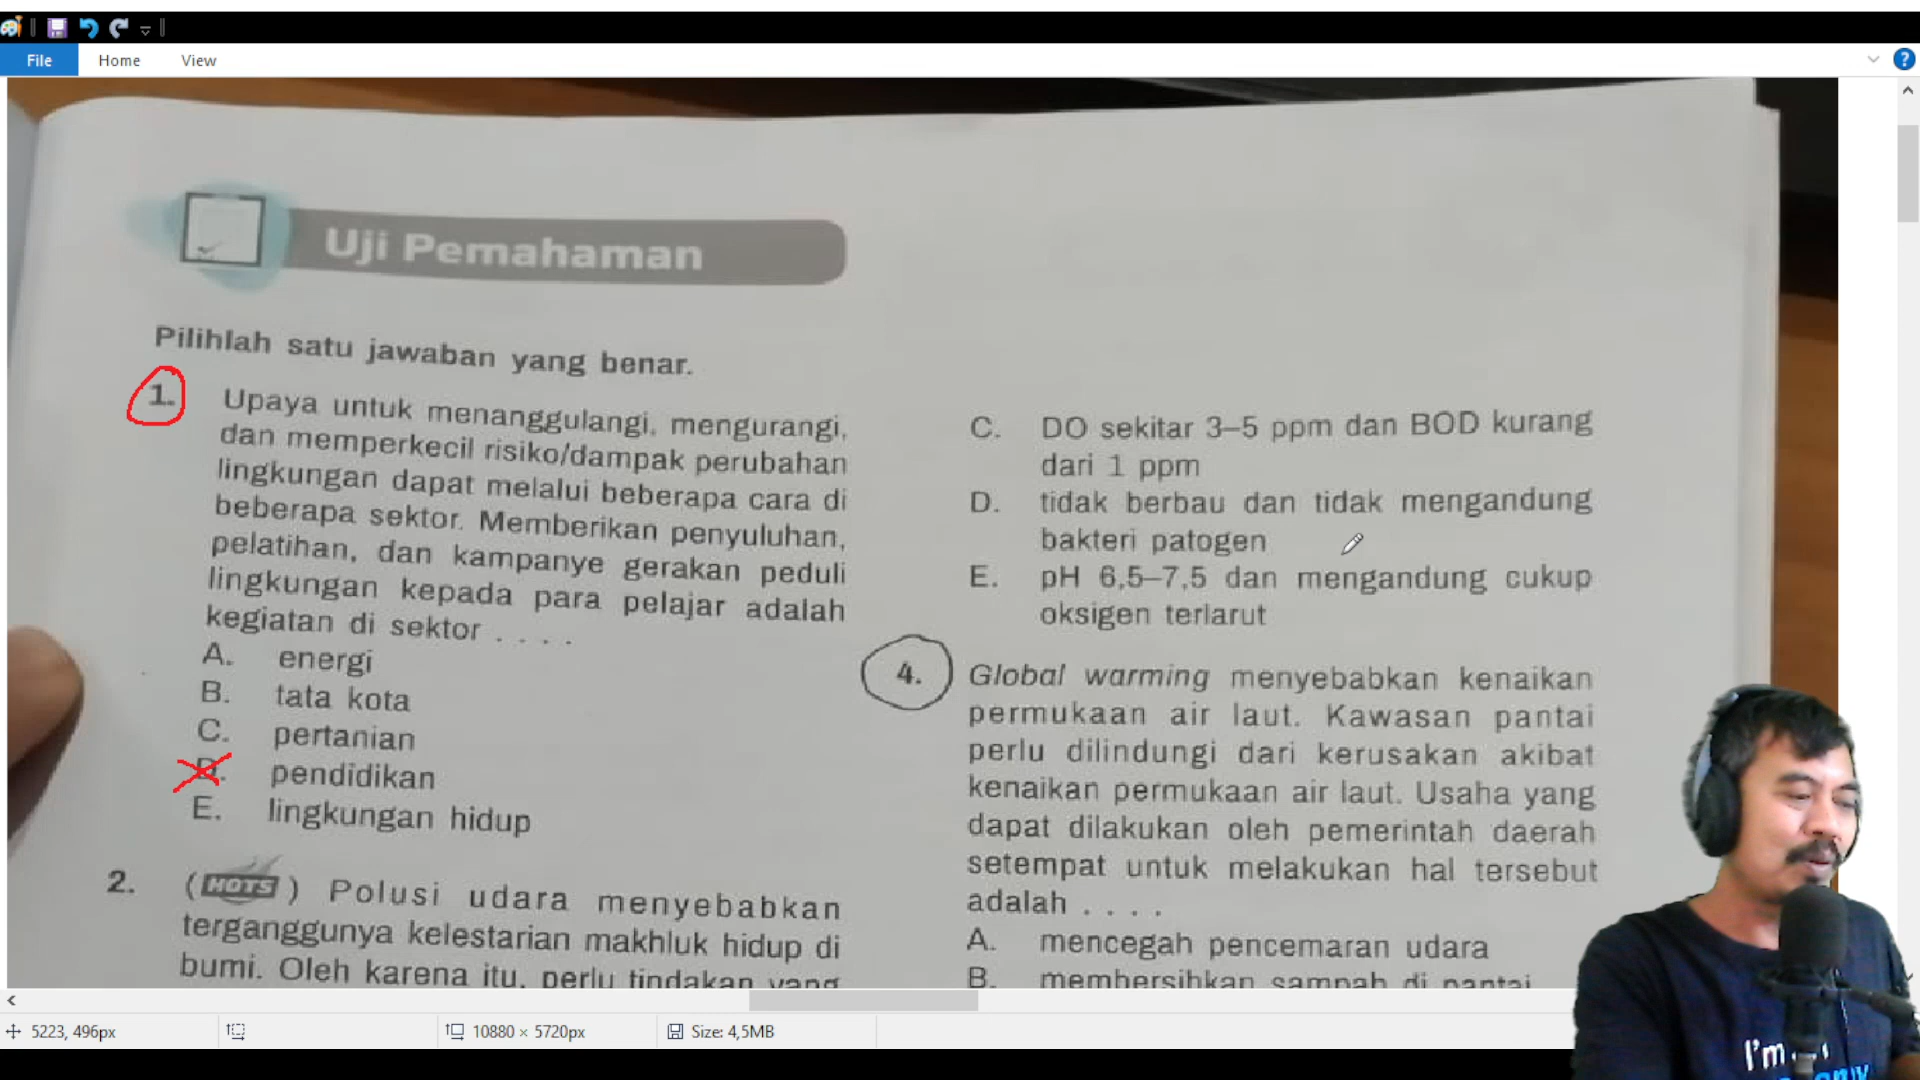 File Home View
Uji Pemahaman
Pilihlah satu jawaban yang benar.
1. Upaya untuk menanggulangi, mengurangi,
dan memperkecil risiko/dampak perubahan
lingkungan dapat melalui beberapa cara di
beberapa sektor. Memberikan penyuluhan,
pelatihan, dan kampanye gerakan peduli
lingkungan kepada para pelajar adalah
kegiatan di sektor . . . .
A. energi
B. tata kota
C. pertanian
D. pendidikan
E. lingkungan hidup
2. (HOTS) Polusi udara menyebabkan
terganggunya kelestarian makhluk hidup di
bumi. Oleh karena itu, perlu tindakan yang
C. DO sekitar 3–5 ppm dan BOD kurang
dari 1 ppm
D. tidak berbau dan tidak mengandung
bakteri patogen
E. pH 6,5–7,5 dan mengandung cukup
oksigen terlarut
4. Global warming menyebabkan kenaikan
permukaan air laut. Kawasan pantai
perlu dilindungi dari kerusakan akibat
kenaikan permukaan air laut. Usaha yang
dapat dilakukan oleh pemerintah daerah
setempat untuk melakukan hal tersebut
adalah . . . .
A. mencegah pencemaran udara
B. membersihkan sampah di pantai
I'm
5223, 496px 10880 × 5720px Size: 4,5MB